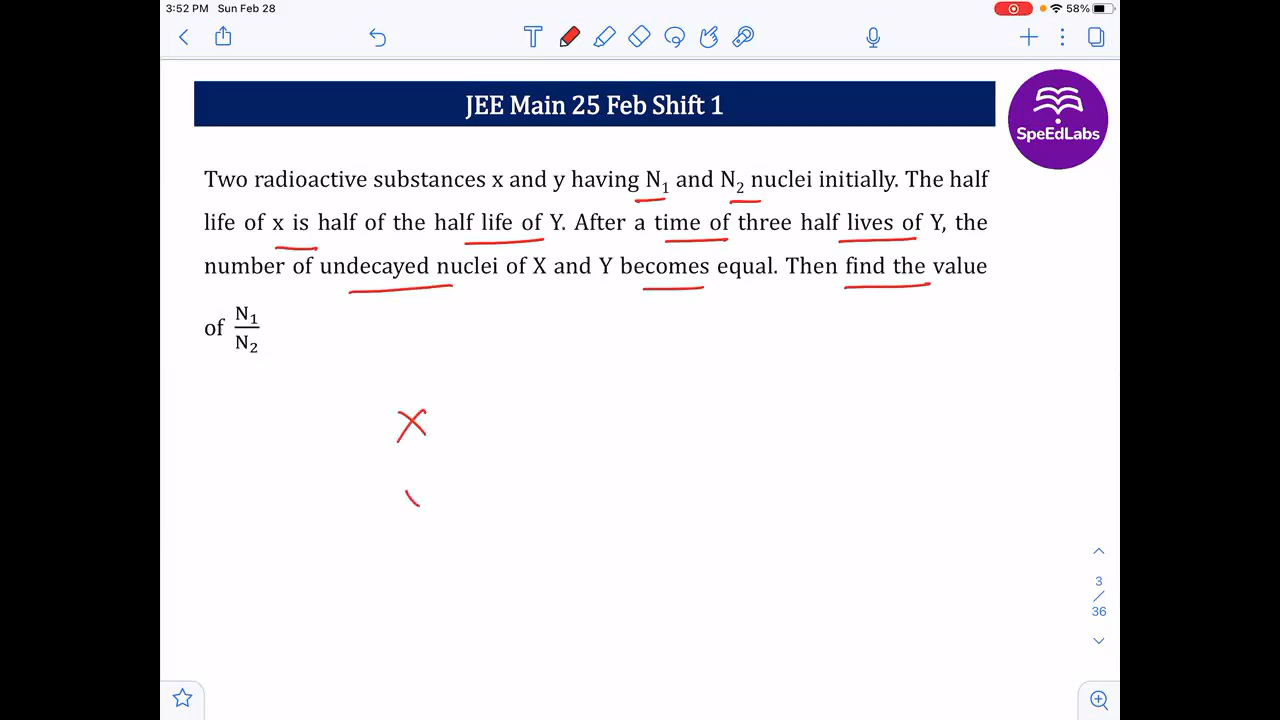 3:52 PM Sun Feb 28
58%
T
JEE Main 25 Feb Shift 1
SpeEdLabs
Two radioactive substances x and y having N₁ and N₂ nuclei initially. The half
life of x is half of the half life of Y. After a time of three half lives of Y, the
number of undecayed nuclei of X and Y becomes equal. Then find the value
of N₁/N₂
X
3
/
36